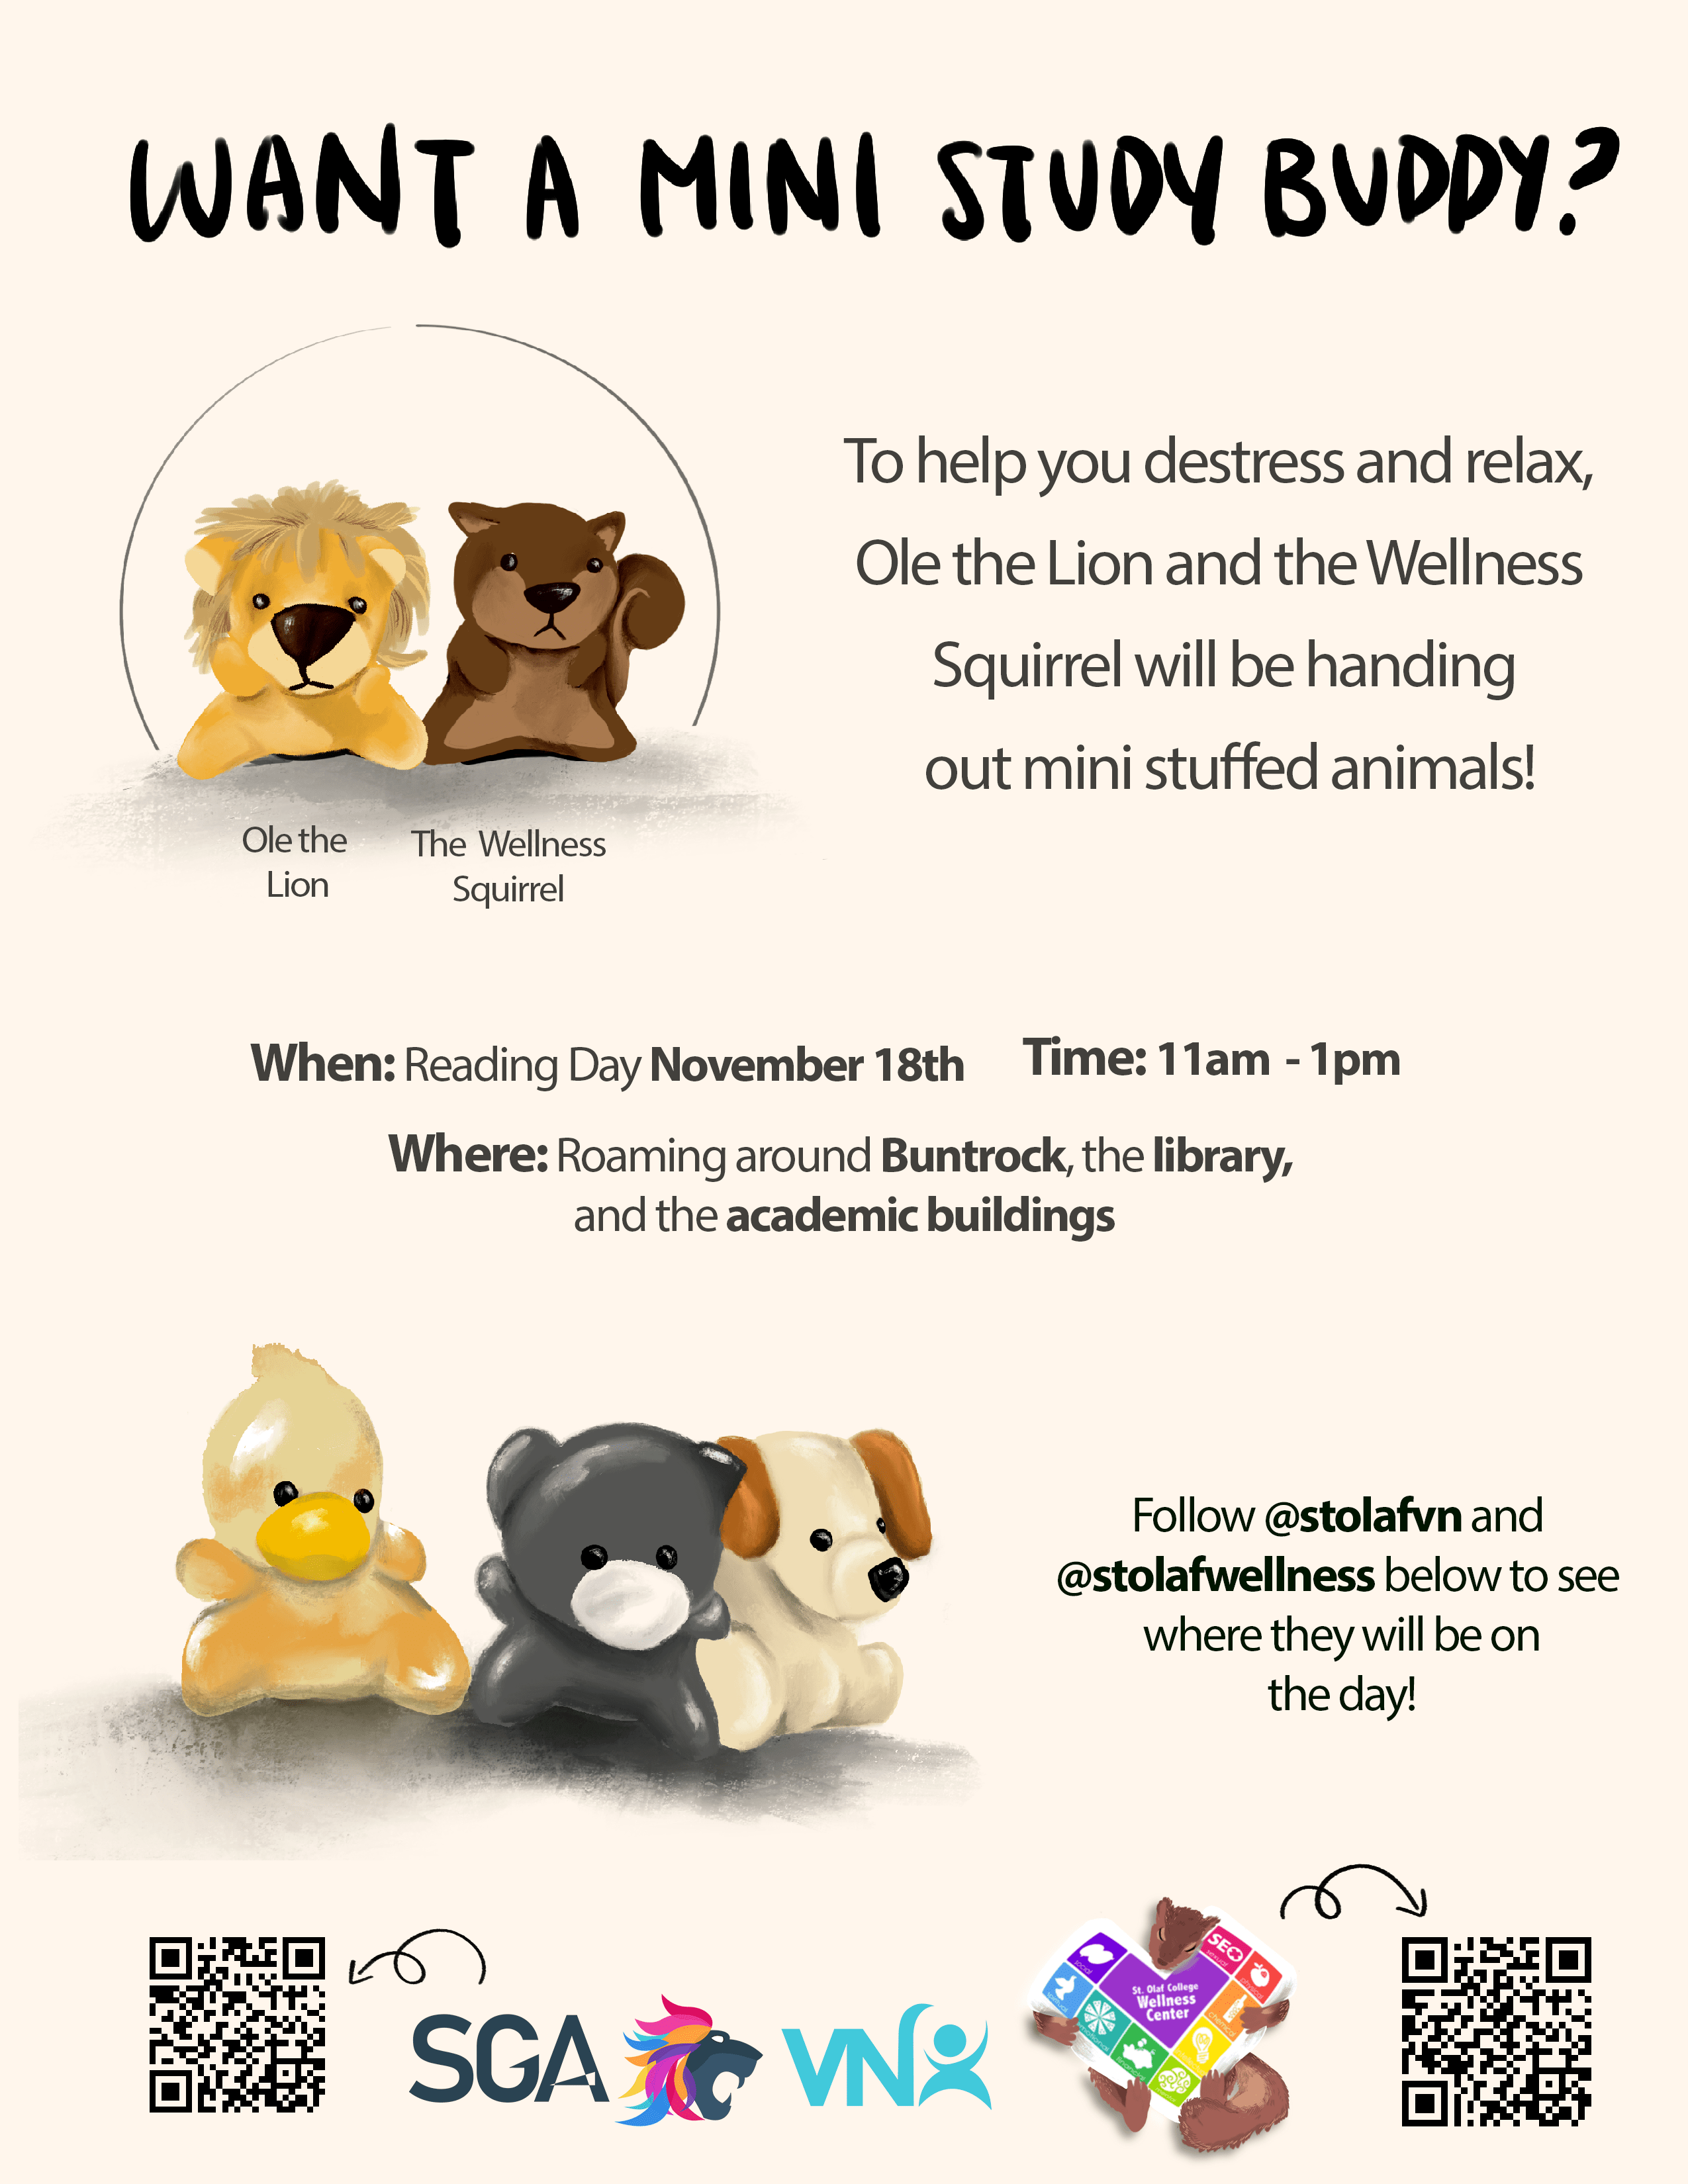 WANT A MINI STUDY BUDDY?
To help you destress and relax,
Ole the Lion and the Wellness
Squirrel will be handing
out mini stuffed animals!
Ole the
Lion
The Wellness
Squirrel
When: Reading Day November 18th
Time: 11am - 1pm
Where: Roaming around Buntrock, the library,
and the academic buildings
Follow @stolafvn and
@stolafwellness below to see
where they will be on
the day!
SGA
VN
St. Olaf College
Wellness
Center